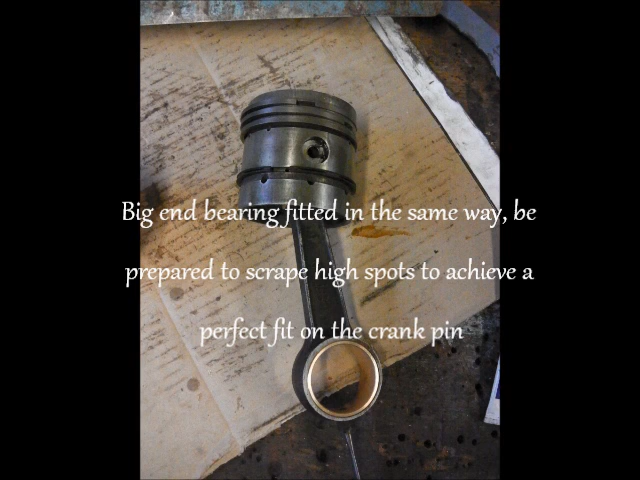 Big end bearing fitted in the same way, be
prepared to scrape high spots to achieve a
perfect fit on the crank pin